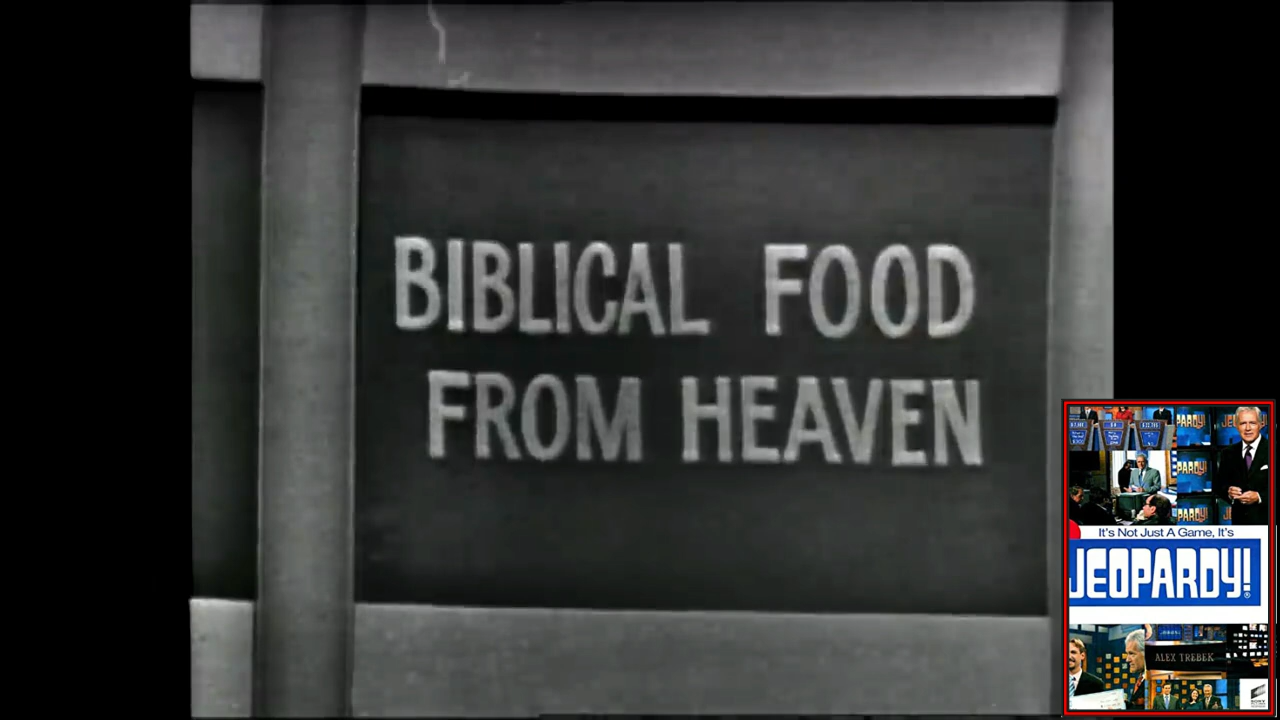 BIBLICAL FOOD
FROM HEAVEN
It's Not Just A Game, It's
JEOPARDY!
ALEX TREBEK